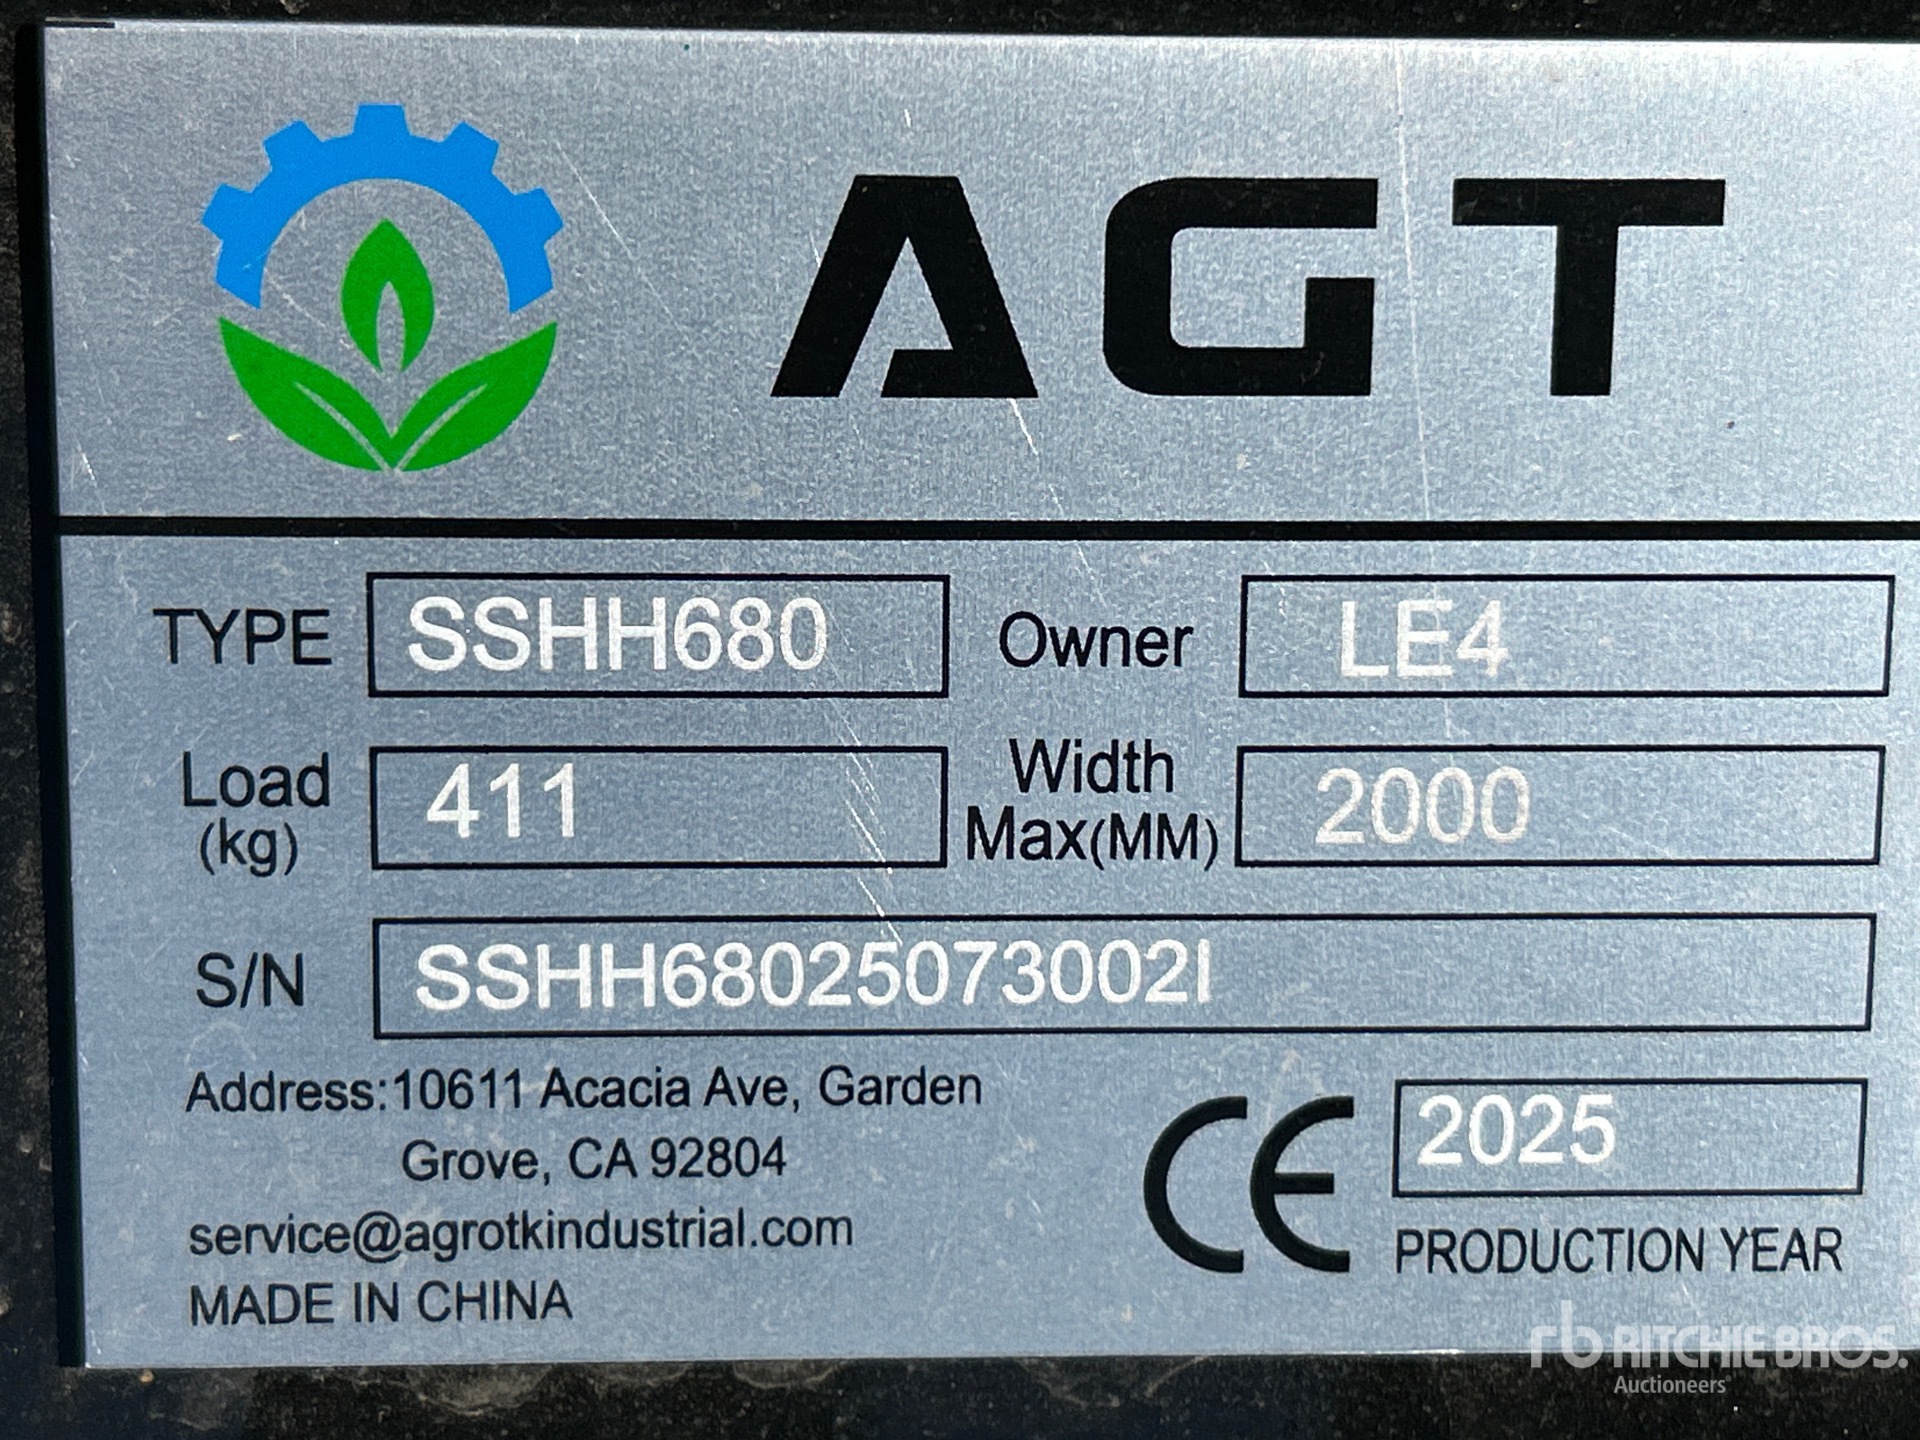 AGT
TYPE SSHH680 Owner LE4
Load (kg) 411 Width Max(MM) 2000
S/N SSHH68025073002I
Address:10611 Acacia Ave, Garden
Grove, CA 92804
service@agrotkindustrial.com
MADE IN CHINA
CE 2025
PRODUCTION YEAR
rb RITCHIE BROS.
Auctioneers